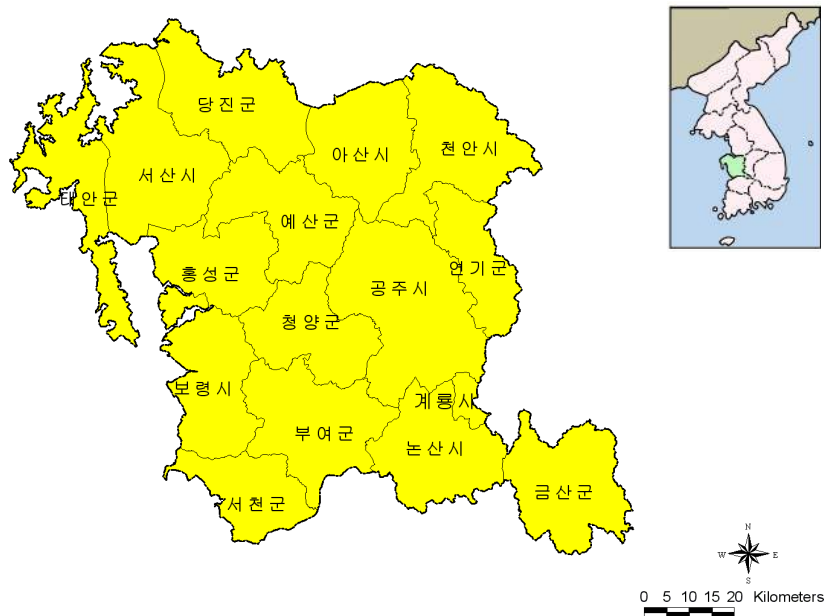 당진군
아산시
천안시
서산시
태안군
예산군
홍성군
연기군
공주시
청양군
보령시
계룡시
부여군
논산시
서천군
금산군
N
W E
S
0 5 10 15 20 Kilometers